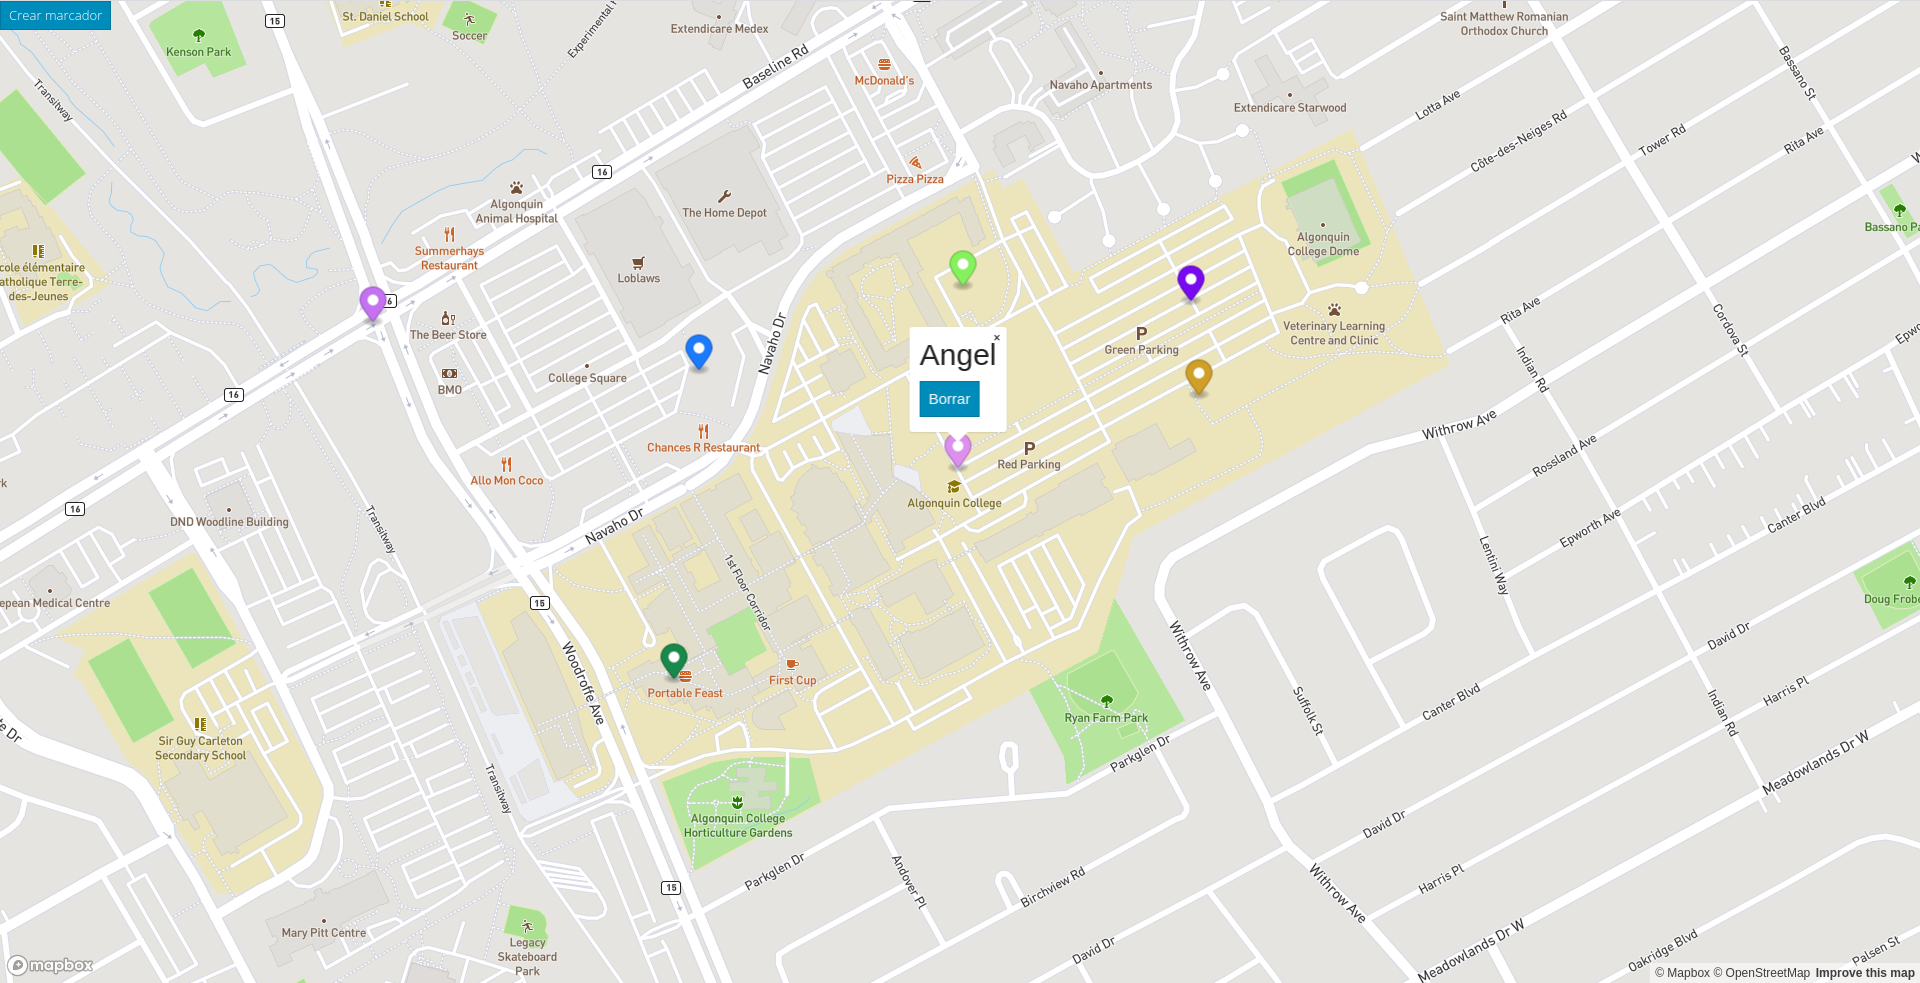 Crear marcador
15
St. Daniel School
Soccer
Kenson Park
Extendicare Medex
Baseline Rd
McDonald's
Navaho Apartments
Saint Matthew Romanian
Orthodox Church
Bassano St
Extendicare Starwood
Lotta Ave
Côte-des-Neiges Rd
Tower Rd
Rita Ave
Transitway
16
Pizza Pizza
Algonquin
Animal Hospital
The Home Depot
Summerhays
Restaurant
Loblaws
Algonquin
College Dome
cole élémentaire
atholique Terre-
des-Jeunes
The Beer Store
Navaho Dr
Green Parking
Veterinary Learning
Centre and Clinic
Rita Ave
Cordova St
Angel
×
Borrar
College Square
BMO
16
Indian Rd
Withrow Ave
Chances R Restaurant
Allo Mon Coco
Red Parking
Rossland Ave
Algonquin College
16
DND Woodline Building
Transitway
Navaho Dr
Epworth Ave
Canter Blvd
Lentini Way
1st Floor Corridor
epean Medical Centre
15
Doug Frobe
David Dr
Withrow Ave
Woodroffe Ave
Portable Feast
First Cup
Ryan Farm Park
Suffolk St
Canter Blvd
Harris Pl
Indian Rd
Sir Guy Carleton
Secondary School
Parkglen Dr
Meadowlands Dr W
Transitway
Algonquin College
Horticulture Gardens
David Dr
Parkglen Dr
Andover Pl
Birchview Rd
Harris Pl
Withrow Ave
15
Mary Pitt Centre
Legacy
Skateboard
Park
David Dr
Meadowlands Dr W
Oakridge Blvd
Palsen St
mapbox
© Mapbox © OpenStreetMap Improve this map